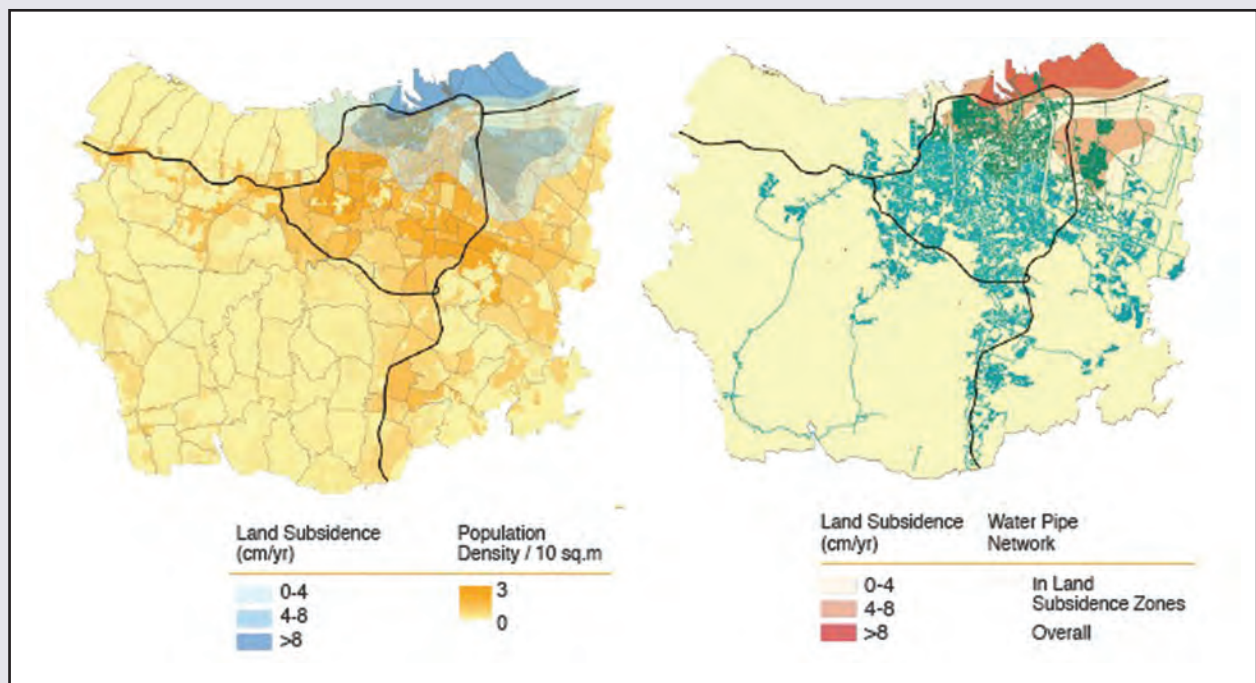 Land Subsidence
(cm/yr)
Population
Density / 10 sq.m
0-4
4-8
>8
3
0
Land Subsidence
(cm/yr)
Water Pipe
Network
0-4
4-8
>8
In Land
Subsidence Zones
Overall